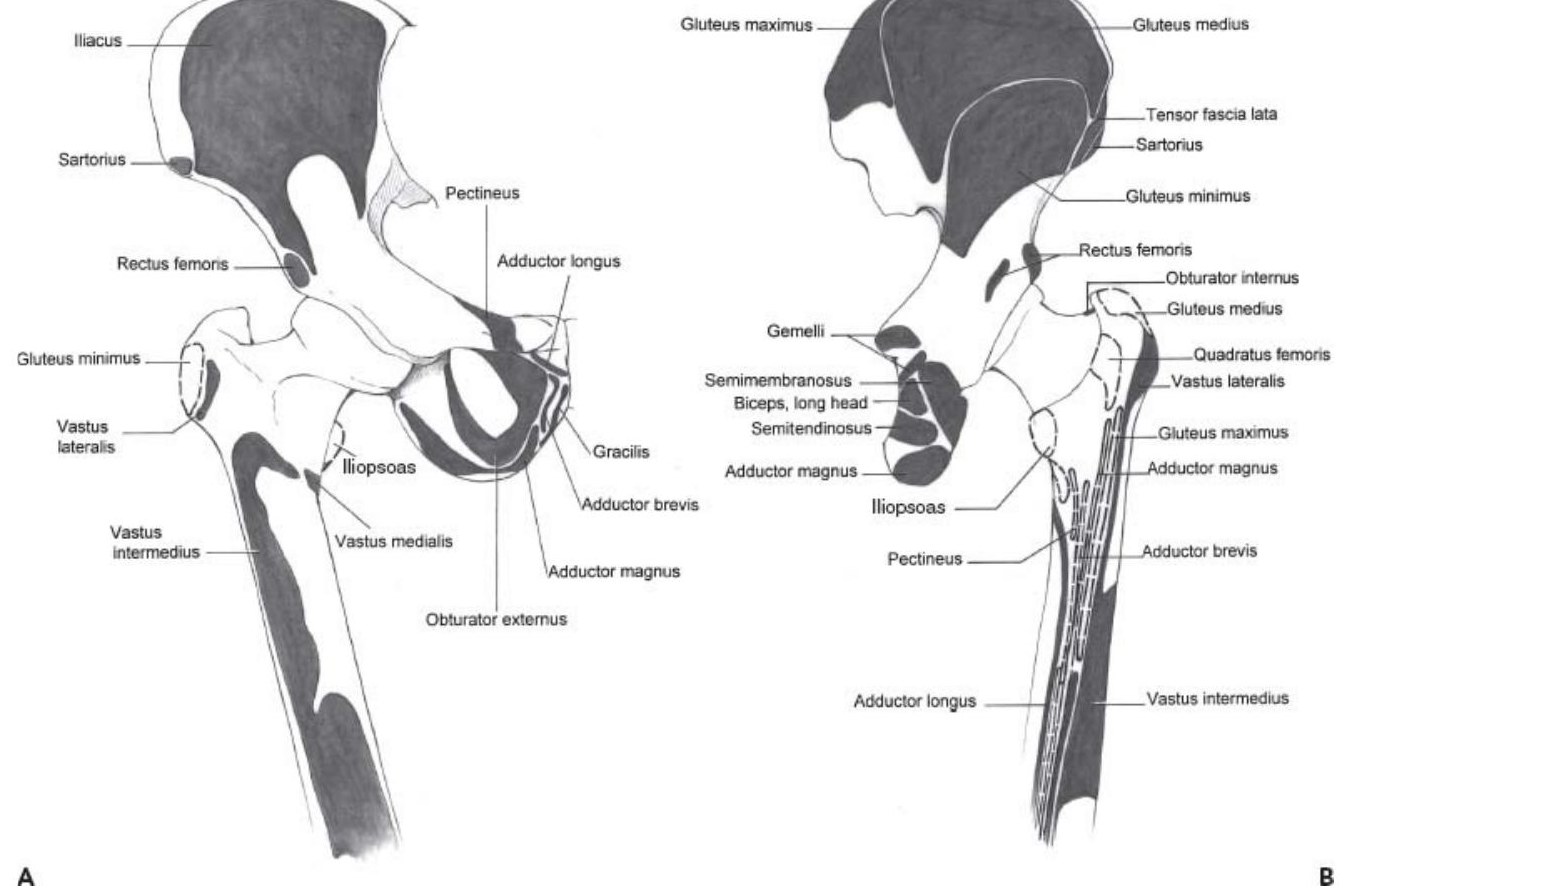 Iliacus
Sartorius
Pectineus
Rectus femoris
Adductor longus
Gluteus minimus
Vastus
lateralis
Iliopsoas
Gracilis
Adductor brevis
Vastus
intermedius
Vastus medialis
Adductor magnus
Obturator externus
A
Gluteus maximus
Gluteus medius
Tensor fascia lata
Sartorius
Gluteus minimus
Rectus femoris
Obturator internus
Gluteus medius
Gemelli
Quadratus femoris
Semimembranosus
Vastus lateralis
Biceps, long head
Semitendinosus
Gluteus maximus
Adductor magnus
Adductor magnus
Iliopsoas
Pectineus
Adductor brevis
Adductor longus
Vastus intermedius
B